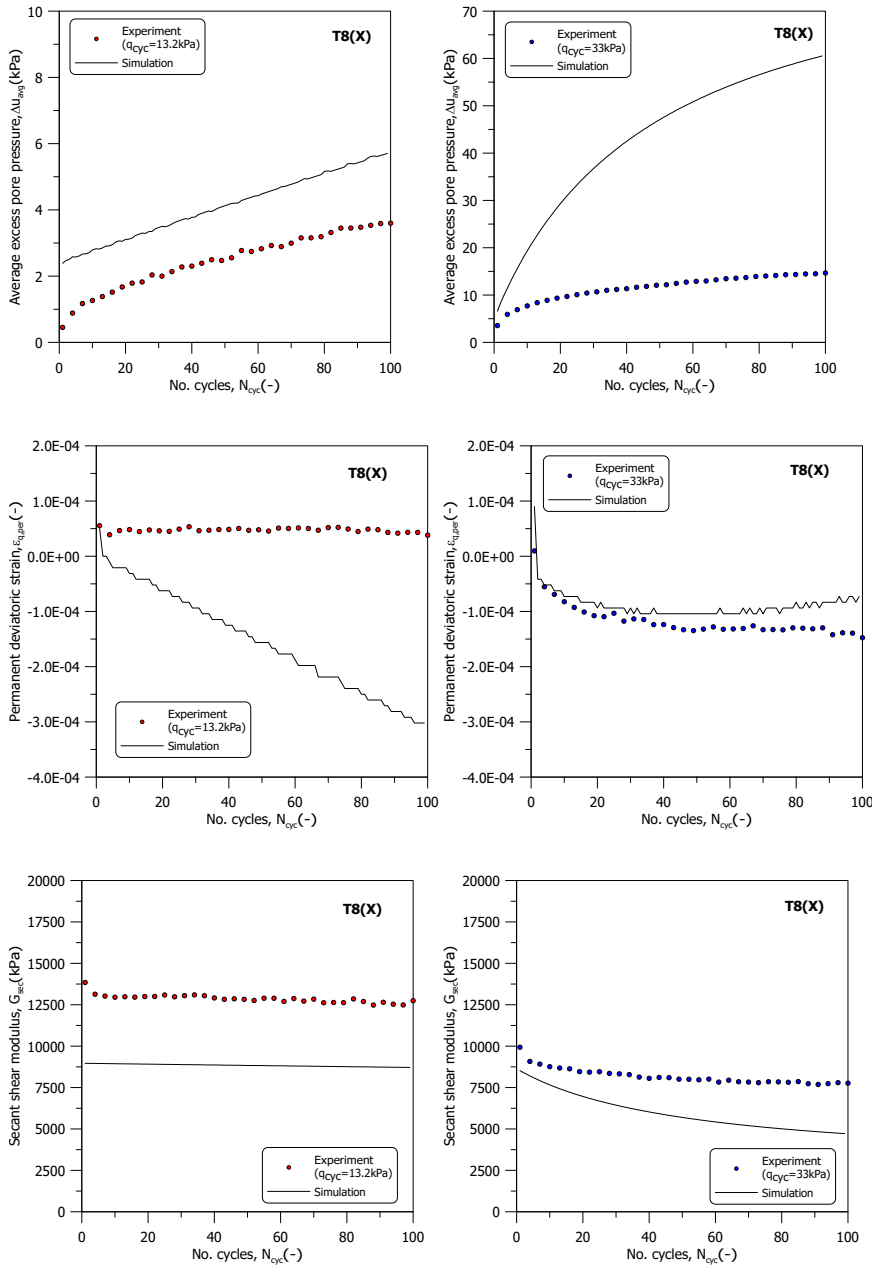 10
8
6
4
2
0
Average excess pore pressure,Δu_avg(kPa)
Experiment
(q_cyc=13.2kPa)
Simulation
T8(X)
0 20 40 60 80 100
No. cycles, N_cyc(-)
70
60
50
40
30
20
10
0
Average excess pore pressure,Δu_avg(kPa)
Experiment
(q_cyc=33kPa)
Simulation
T8(X)
0 20 40 60 80 100
No. cycles, N_cyc(-)
2.0E-04
1.0E-04
0.0E+00
-1.0E-04
-2.0E-04
-3.0E-04
-4.0E-04
Permanent deviatoric strain,ε_q,per(-)
T8(X)
Experiment
(q_cyc=13.2kPa)
Simulation
0 20 40 60 80 100
No. cycles, N_cyc(-)
2.0E-04
1.0E-04
0.0E+00
-1.0E-04
-2.0E-04
-3.0E-04
-4.0E-04
Permanent deviatoric strain,ε_q,per(-)
Experiment
(q_cyc=33kPa)
Simulation
T8(X)
0 20 40 60 80 100
No. cycles, N_cyc(-)
20000
17500
15000
12500
10000
7500
5000
2500
0
Secant shear modulus, G_sec(kPa)
T8(X)
Experiment
(q_cyc=13.2kPa)
Simulation
0 20 40 60 80 100
No. cycles, N_cyc(-)
20000
17500
15000
12500
10000
7500
5000
2500
0
Secant shear modulus, G_sec(kPa)
T8(X)
Experiment
(q_cyc=33kPa)
Simulation
0 20 40 60 80 100
No. cycles, N_cyc(-)